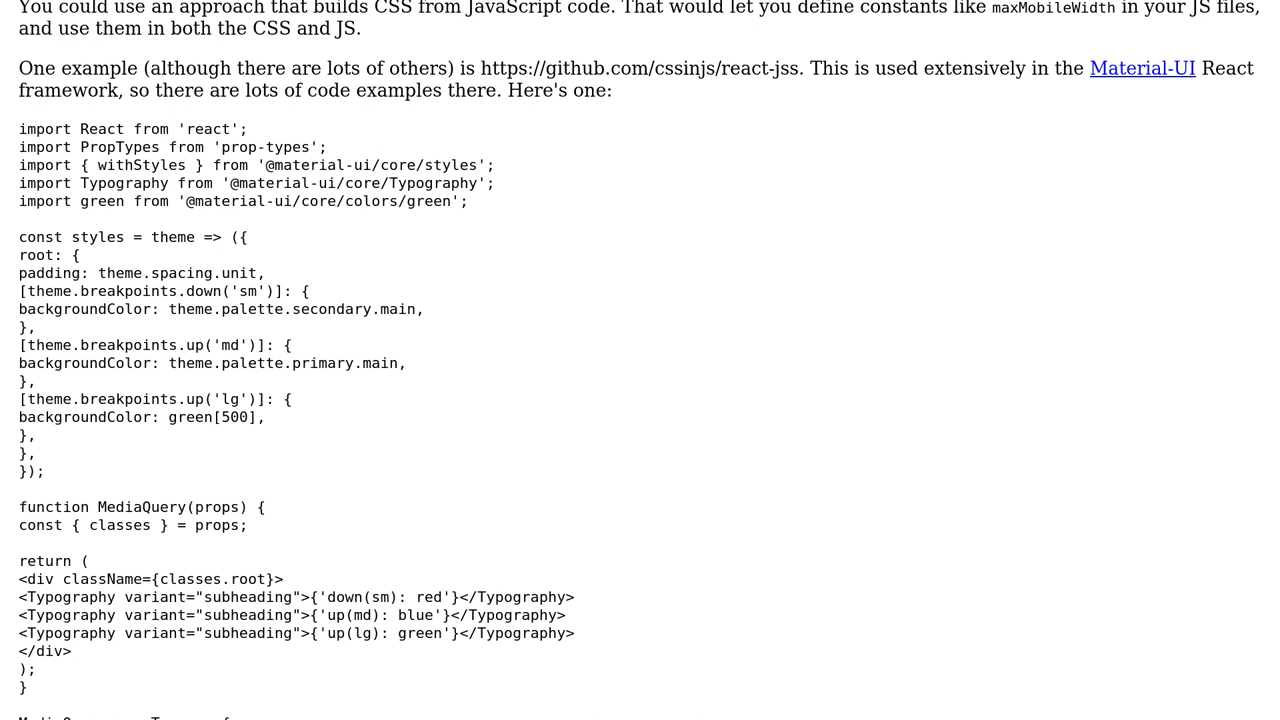 You could use an approach that builds CSS from JavaScript code. That would let you define constants like maxMobileWidth in your JS files,
and use them in both the CSS and JS.
One example (although there are lots of others) is https://github.com/cssinjs/react-jss. This is used extensively in the Material-UI React
framework, so there are lots of code examples there. Here's one:
import React from 'react';
import PropTypes from 'prop-types';
import { withStyles } from '@material-ui/core/styles';
import Typography from '@material-ui/core/Typography';
import green from '@material-ui/core/colors/green';
const styles = theme => ({
root: {
padding: theme.spacing.unit,
[theme.breakpoints.down('sm')]: {
backgroundColor: theme.palette.secondary.main,
},
[theme.breakpoints.up('md')]: {
backgroundColor: theme.palette.primary.main,
},
[theme.breakpoints.up('lg')]: {
backgroundColor: green[500],
},
},
});
function MediaQuery(props) {
const { classes } = props;
return (
<div className={classes.root}>
<Typography variant="subheading">{'down(sm): red'}</Typography>
<Typography variant="subheading">{'up(md): blue'}</Typography>
<Typography variant="subheading">{'up(lg): green'}</Typography>
</div>
);
}